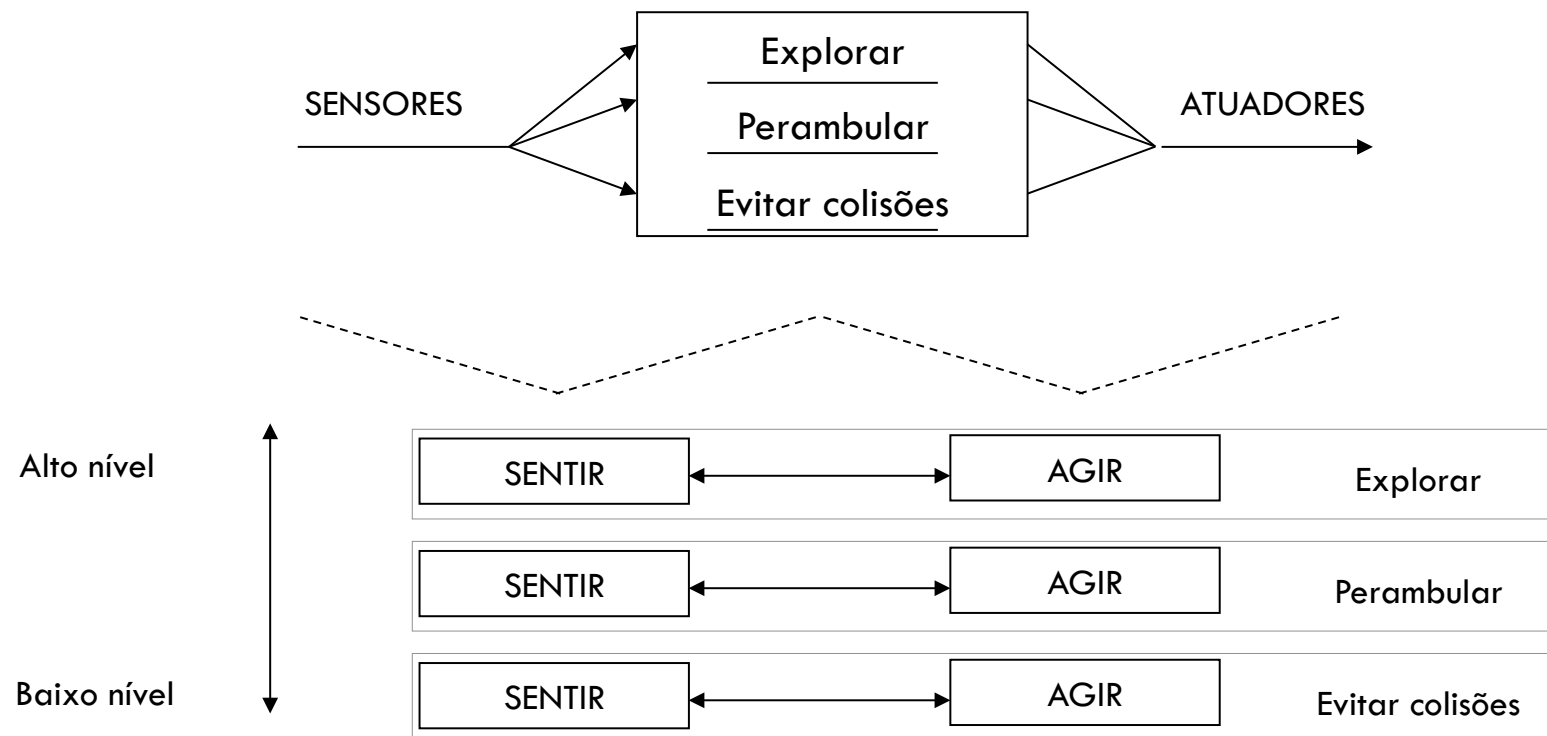 Explorar
SENSORES
ATUADORES
Perambular
Evitar colisões
Alto nível
SENTIR
AGIR
Explorar
SENTIR
AGIR
Perambular
Baixo nível
SENTIR
AGIR
Evitar colisões